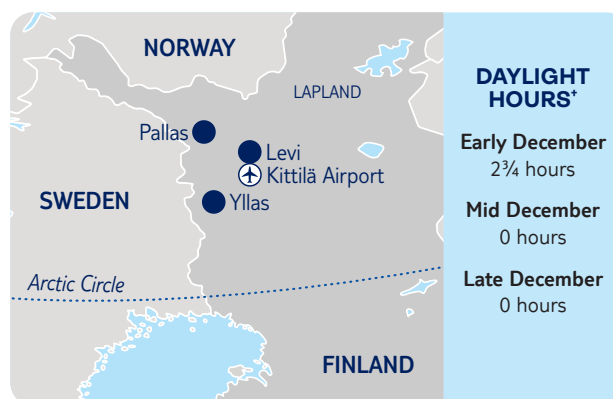 NORWAY
LAPLAND
Pallas
Levi
Kittilä Airport
SWEDEN
Yllas
Arctic Circle
FINLAND
DAYLIGHT
HOURS†
Early December
2¾ hours
Mid December
0 hours
Late December
0 hours